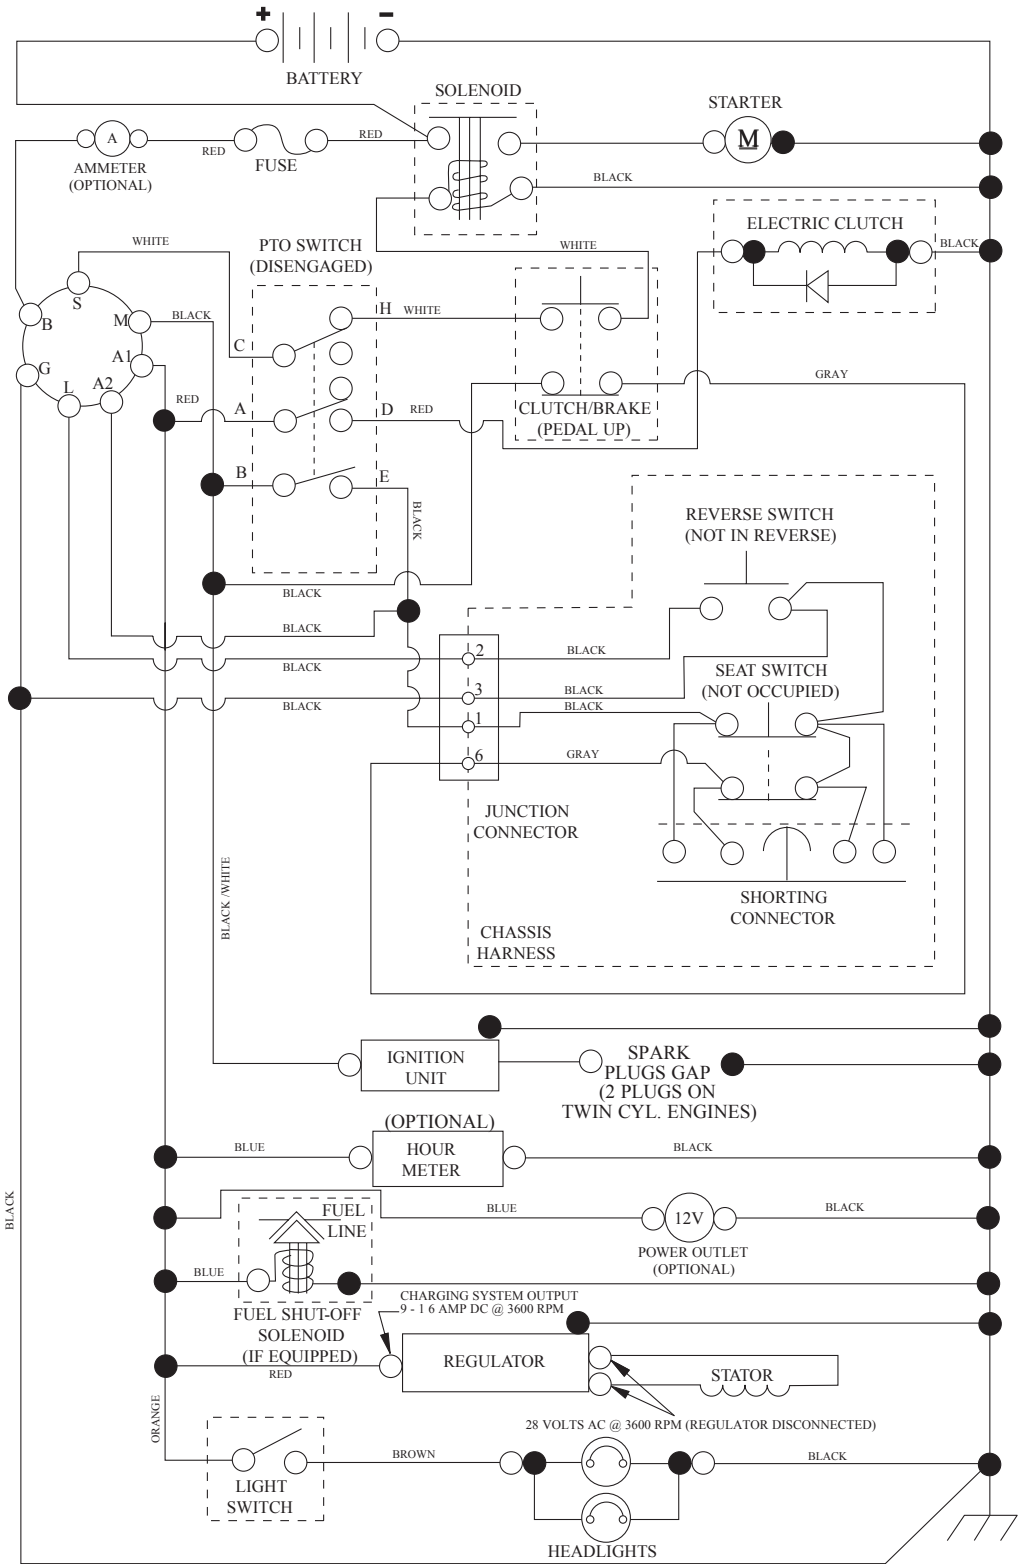 + −
BATTERY
SOLENOID
STARTER
A
M
RED
FUSE
RED
AMMETER
(OPTIONAL)
BLACK
ELECTRIC CLUTCH
BLACK
WHITE
PTO SWITCH
(DISENGAGED)
WHITE
S
B
M
BLACK
H
WHITE
C
G
A1
L
A2
RED
A
D
RED
GRAY
CLUTCH/BRAKE
(PEDAL UP)
B
E
BLACK
REVERSE SWITCH
(NOT IN REVERSE)
BLACK
BLACK
2
BLACK
BLACK
SEAT SWITCH
(NOT OCCUPIED)
3
BLACK
BLACK
BLACK
1
6
GRAY
JUNCTION
CONNECTOR
SHORTING
CONNECTOR
BLACK /WHITE
CHASSIS
HARNESS
IGNITION
UNIT
SPARK
PLUGS GAP
(2 PLUGS ON
TWIN CYL. ENGINES)
(OPTIONAL)
HOUR
METER
BLUE
BLACK
BLACK
FUEL
LINE
BLUE
12V
BLACK
POWER OUTLET
(OPTIONAL)
BLUE
FUEL SHUT-OFF
SOLENOID
(IF EQUIPPED)
CHARGING SYSTEM OUTPUT
9 - 1 6 AMP DC @ 3600 RPM
RED
REGULATOR
STATOR
28 VOLTS AC @ 3600 RPM (REGULATOR DISCONNECTED)
ORANGE
BROWN
BLACK
LIGHT
SWITCH
HEADLIGHTS